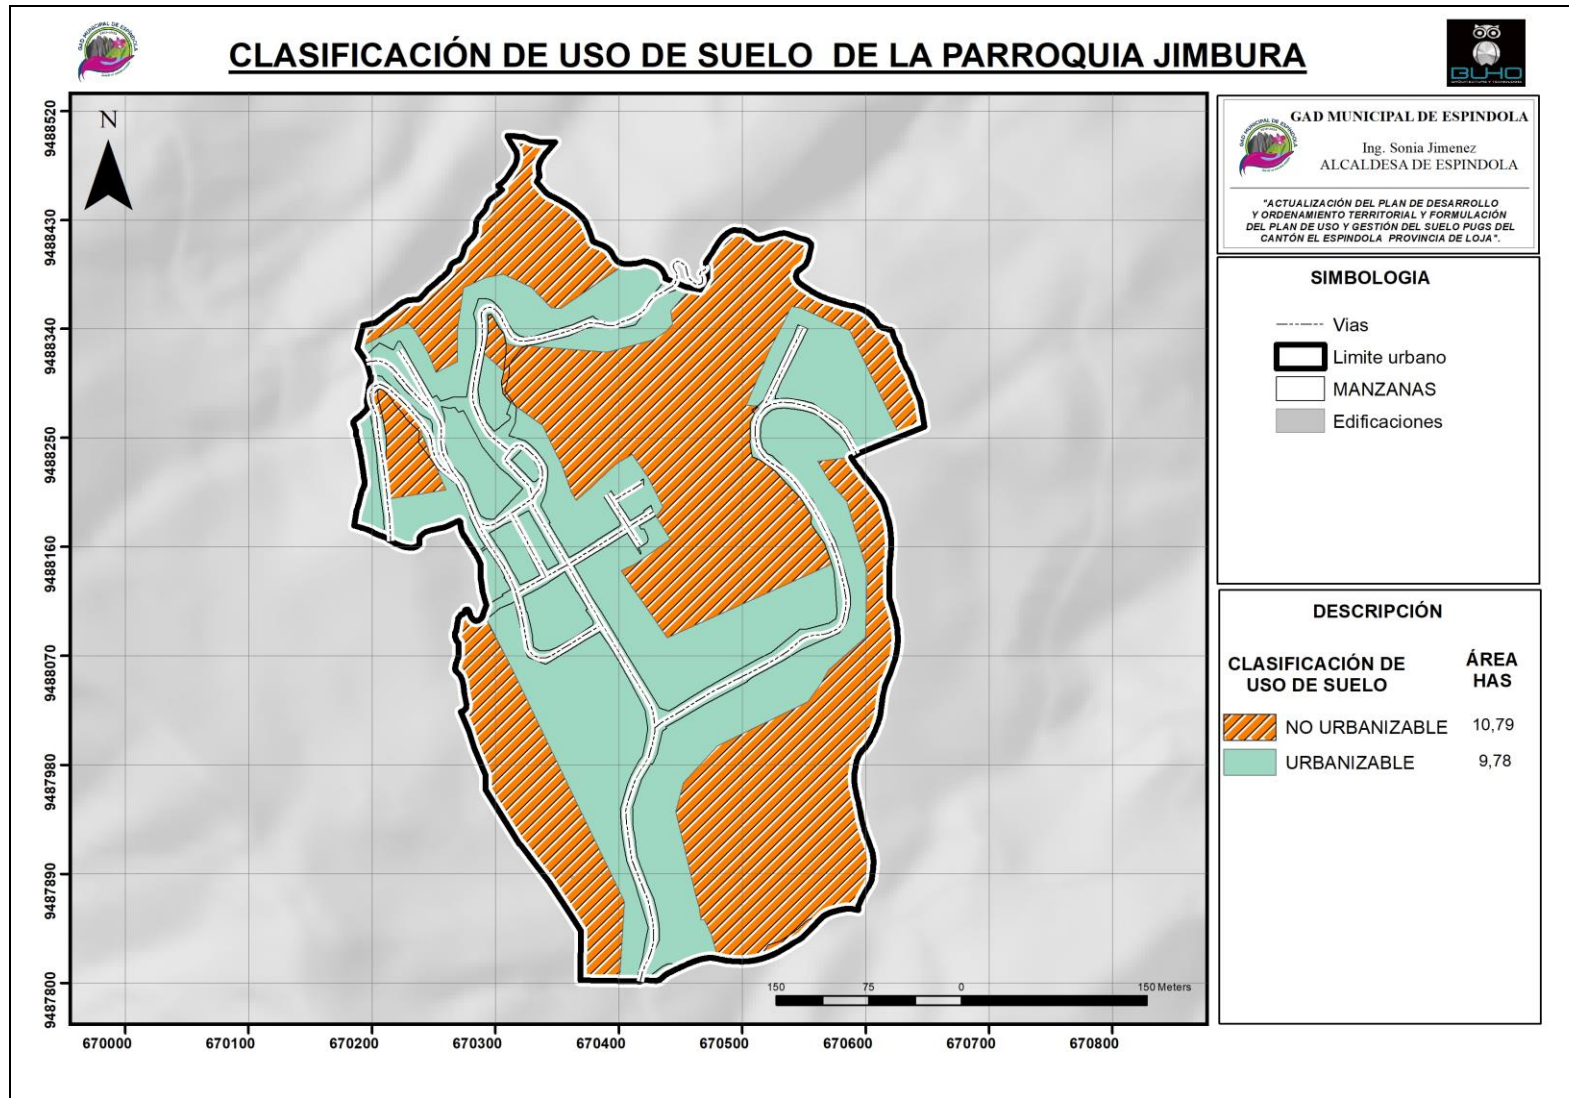 GAD MUNICIPAL DE ESPÍNDOLA
CLASIFICACIÓN DE USO DE SUELO  DE LA PARROQUIA JIMBURA
BUHO
N
9488520
9488430
9488340
9488250
9488160
9488070
9487980
9487890
9487800
670000
670100
670200
670300
670400
670500
670600
670700
670800
150 75 0 150 Meters
GAD MUNICIPAL DE ESPINDOLA
Ing. Sonia Jimenez
ALCALDESA DE ESPINDOLA
"ACTUALIZACIÓN DEL PLAN DE DESARROLLO
Y ORDENAMIENTO TERRITORIAL Y FORMULACIÓN
DEL PLAN DE USO Y GESTIÓN DEL SUELO PUGS DEL
CANTÓN EL ESPINDOLA  PROVINCIA DE LOJA".
SIMBOLOGIA
Vias
Limite urbano
MANZANAS
Edificaciones
DESCRIPCIÓN
CLASIFICACIÓN DE
USO DE SUELO
ÁREA
HAS
NO URBANIZABLE 10,79
URBANIZABLE 9,78